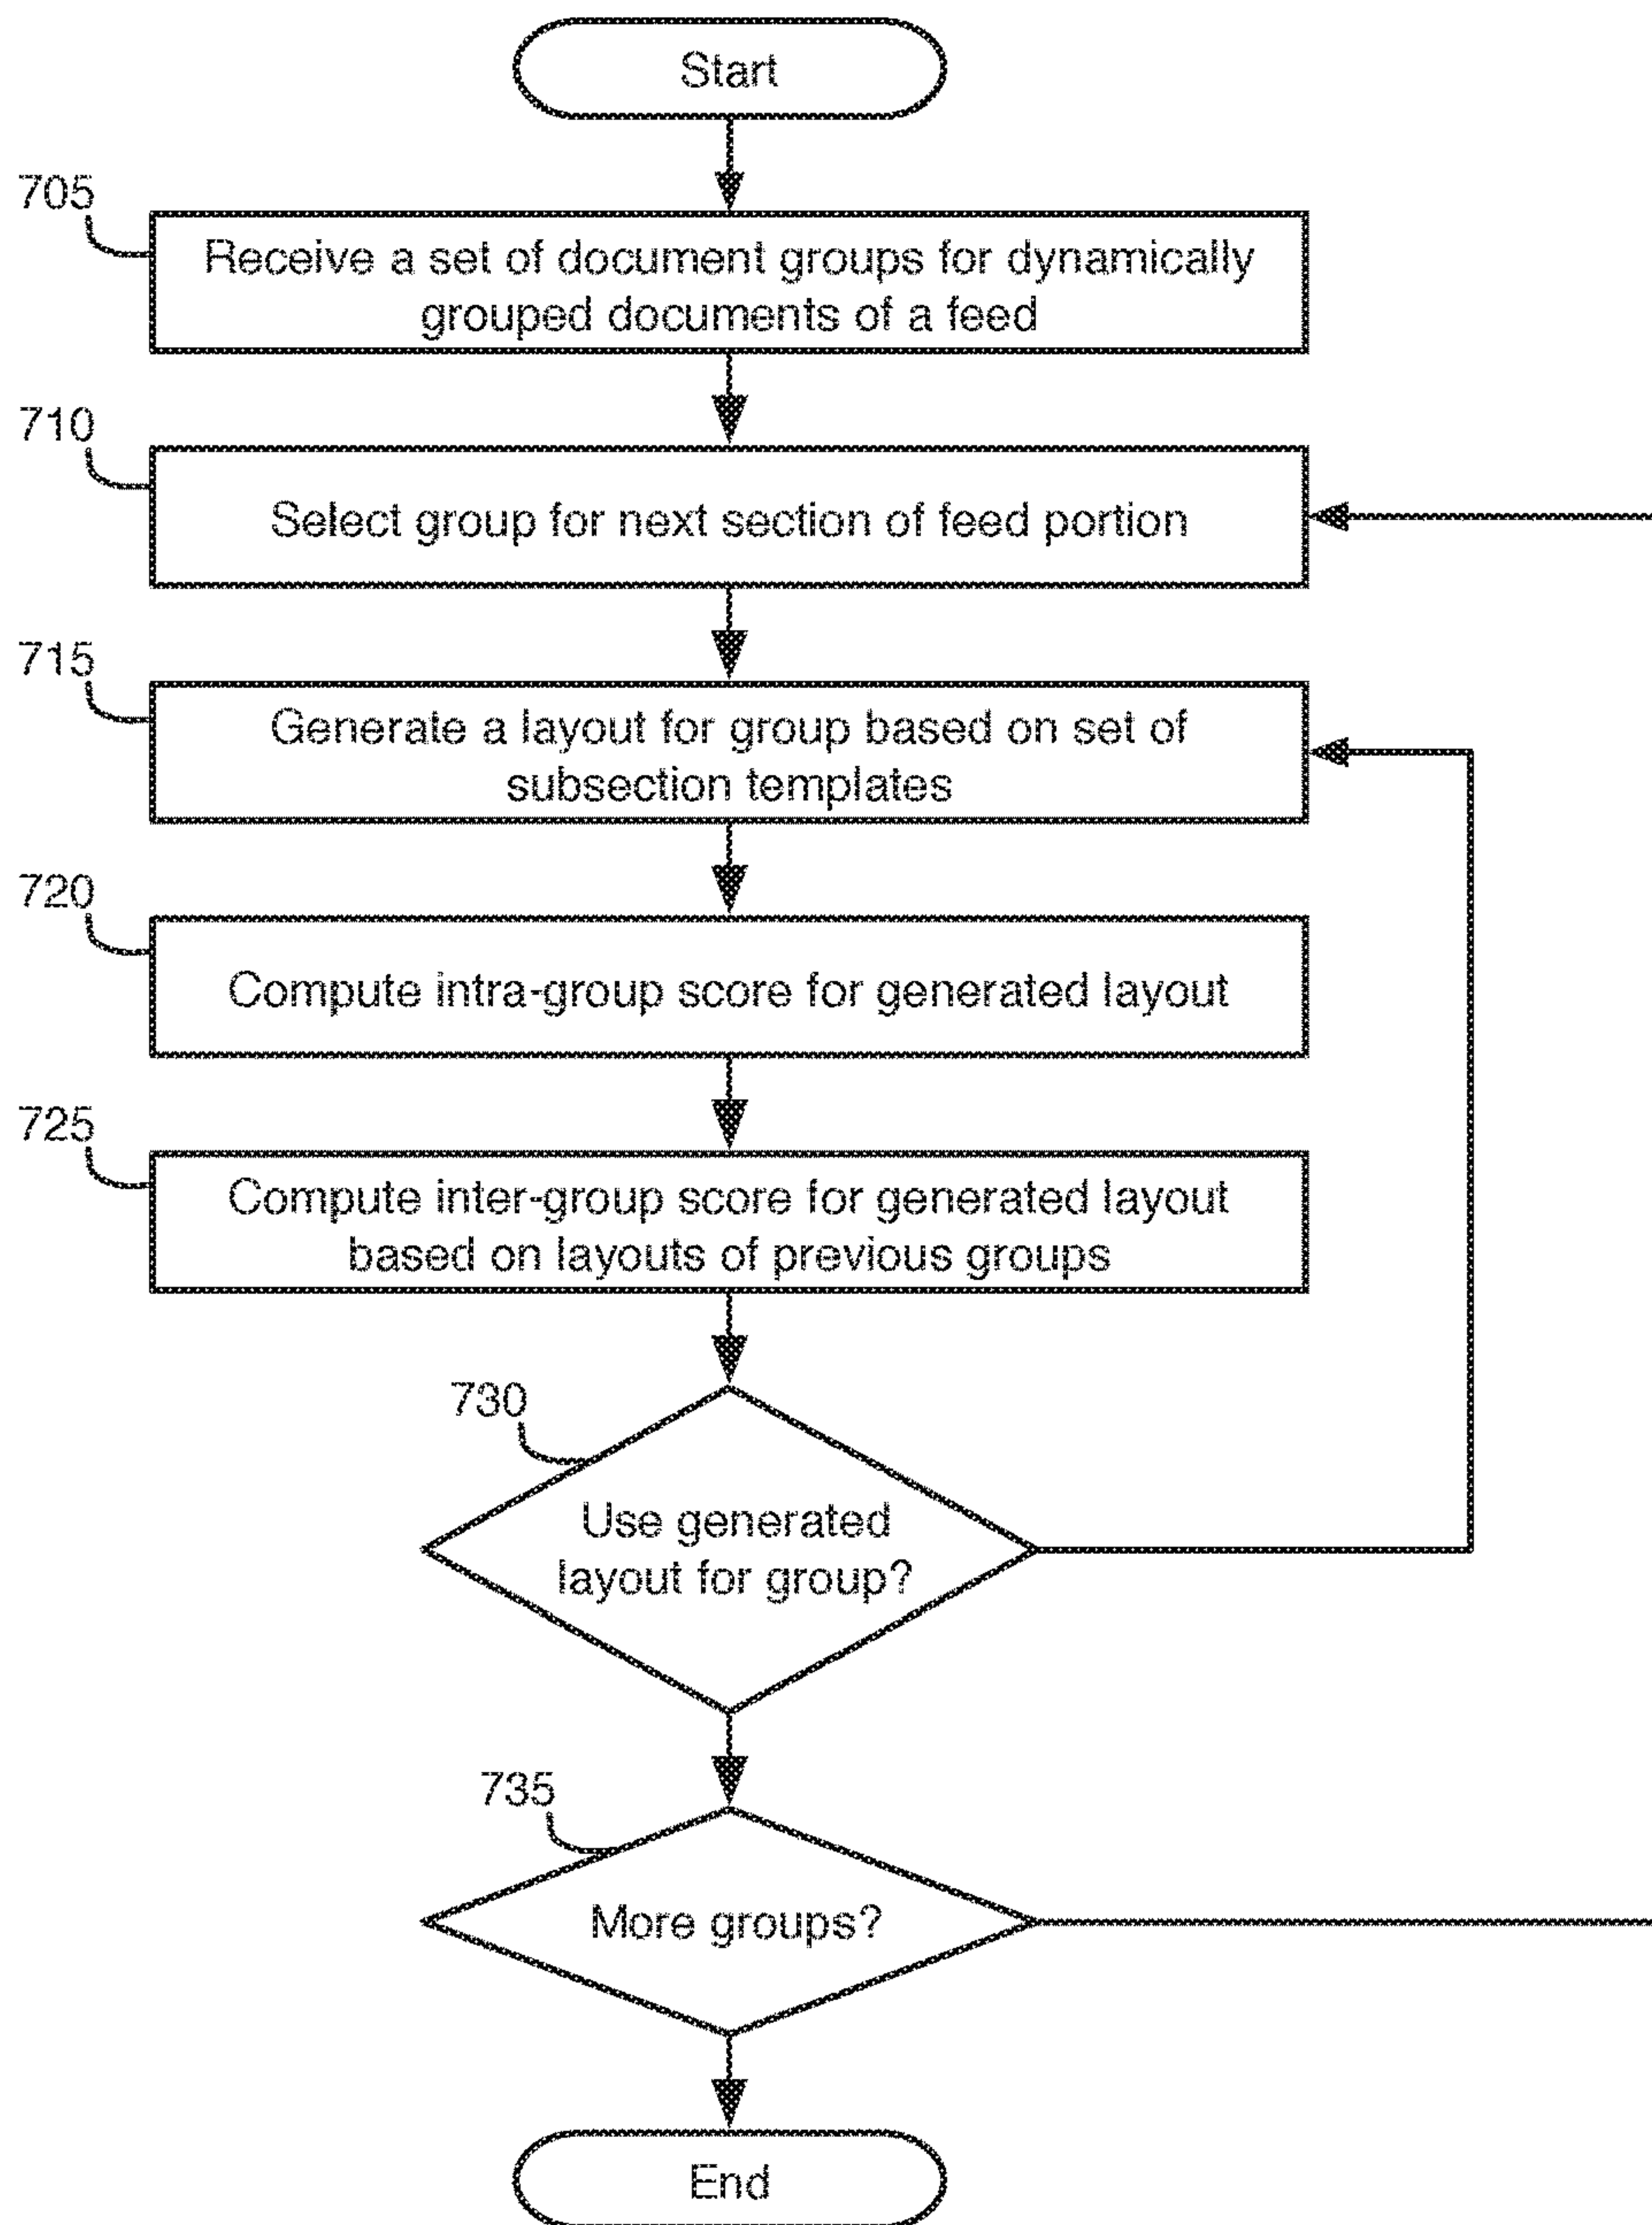 Start
705
Receive a set of document groups for dynamically
grouped documents of a feed
710
Select group for next section of feed portion
715
Generate a layout for group based on set of
subsection templates
720
Compute intra-group score for generated layout
725
Compute inter-group score for generated layout
based on layouts of previous groups
730
Use generated
layout for group?
735
More groups?
End